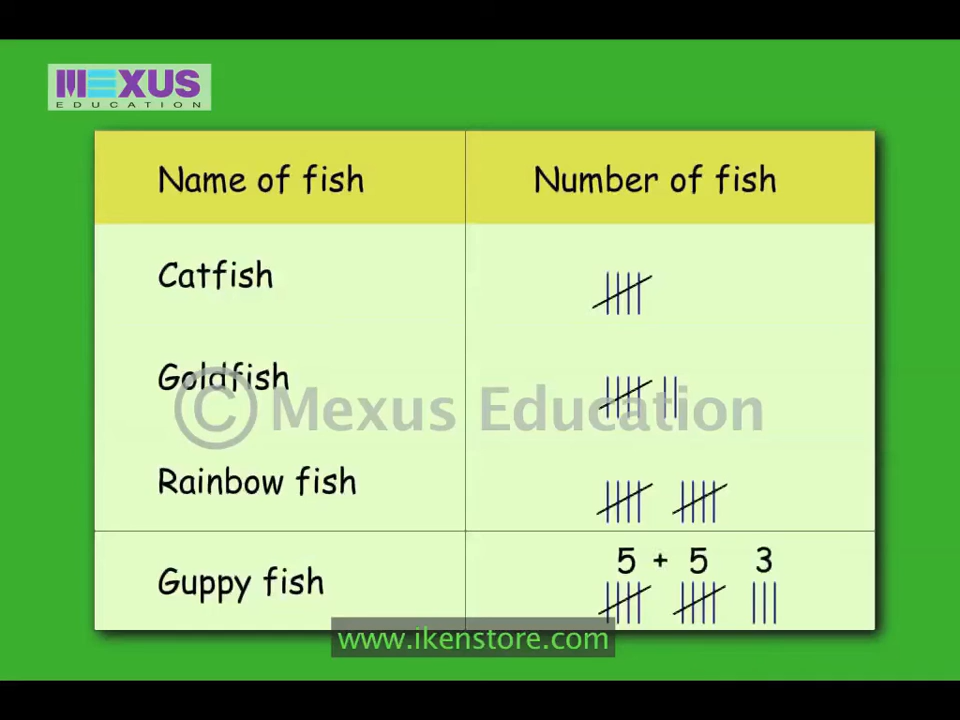 MEXUS
EDUCATION
Name of fish Number of fish
Catfish
Goldfish
© Mexus Education
Rainbow fish
5 + 5 3
Guppy fish
www.ikenstore.com